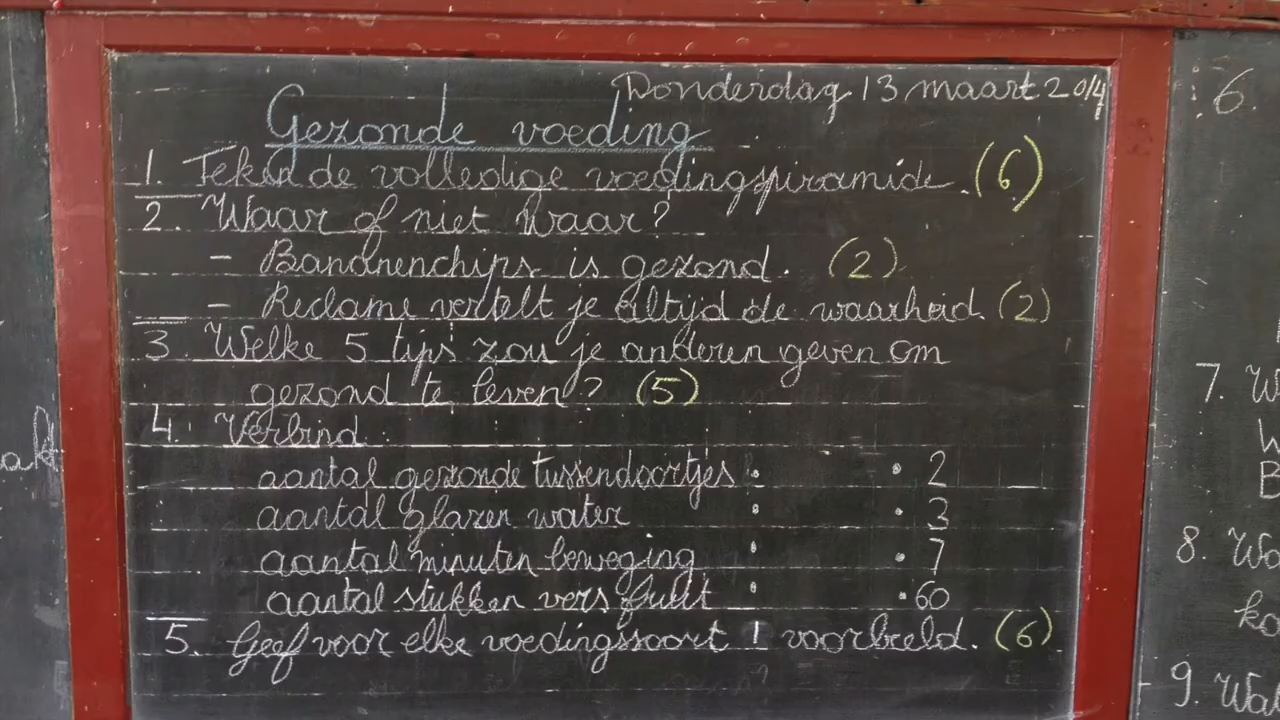 Donderdag 13 maart 2014
Gezonde voeding
1. Teken de volledige voedingspiramide. (6)
2. Waar of niet waar?
- Bananenchips is gezond. (2)
- Reclame vertelt je altijd de waarheid. (2)
3. Welke 5 tips zou je anderen geven om
gezond te leven? (5)
4. Verbind.
aantal gezonde tussendoortjes • • 2
aantal glazen water • • 3
aantal minuten beweging • • 7
aantal stukken vers fruit • • 60
5. Geef voor elke voedingssoort 1 voorbeeld. (6)
6.
7.
8.
9.